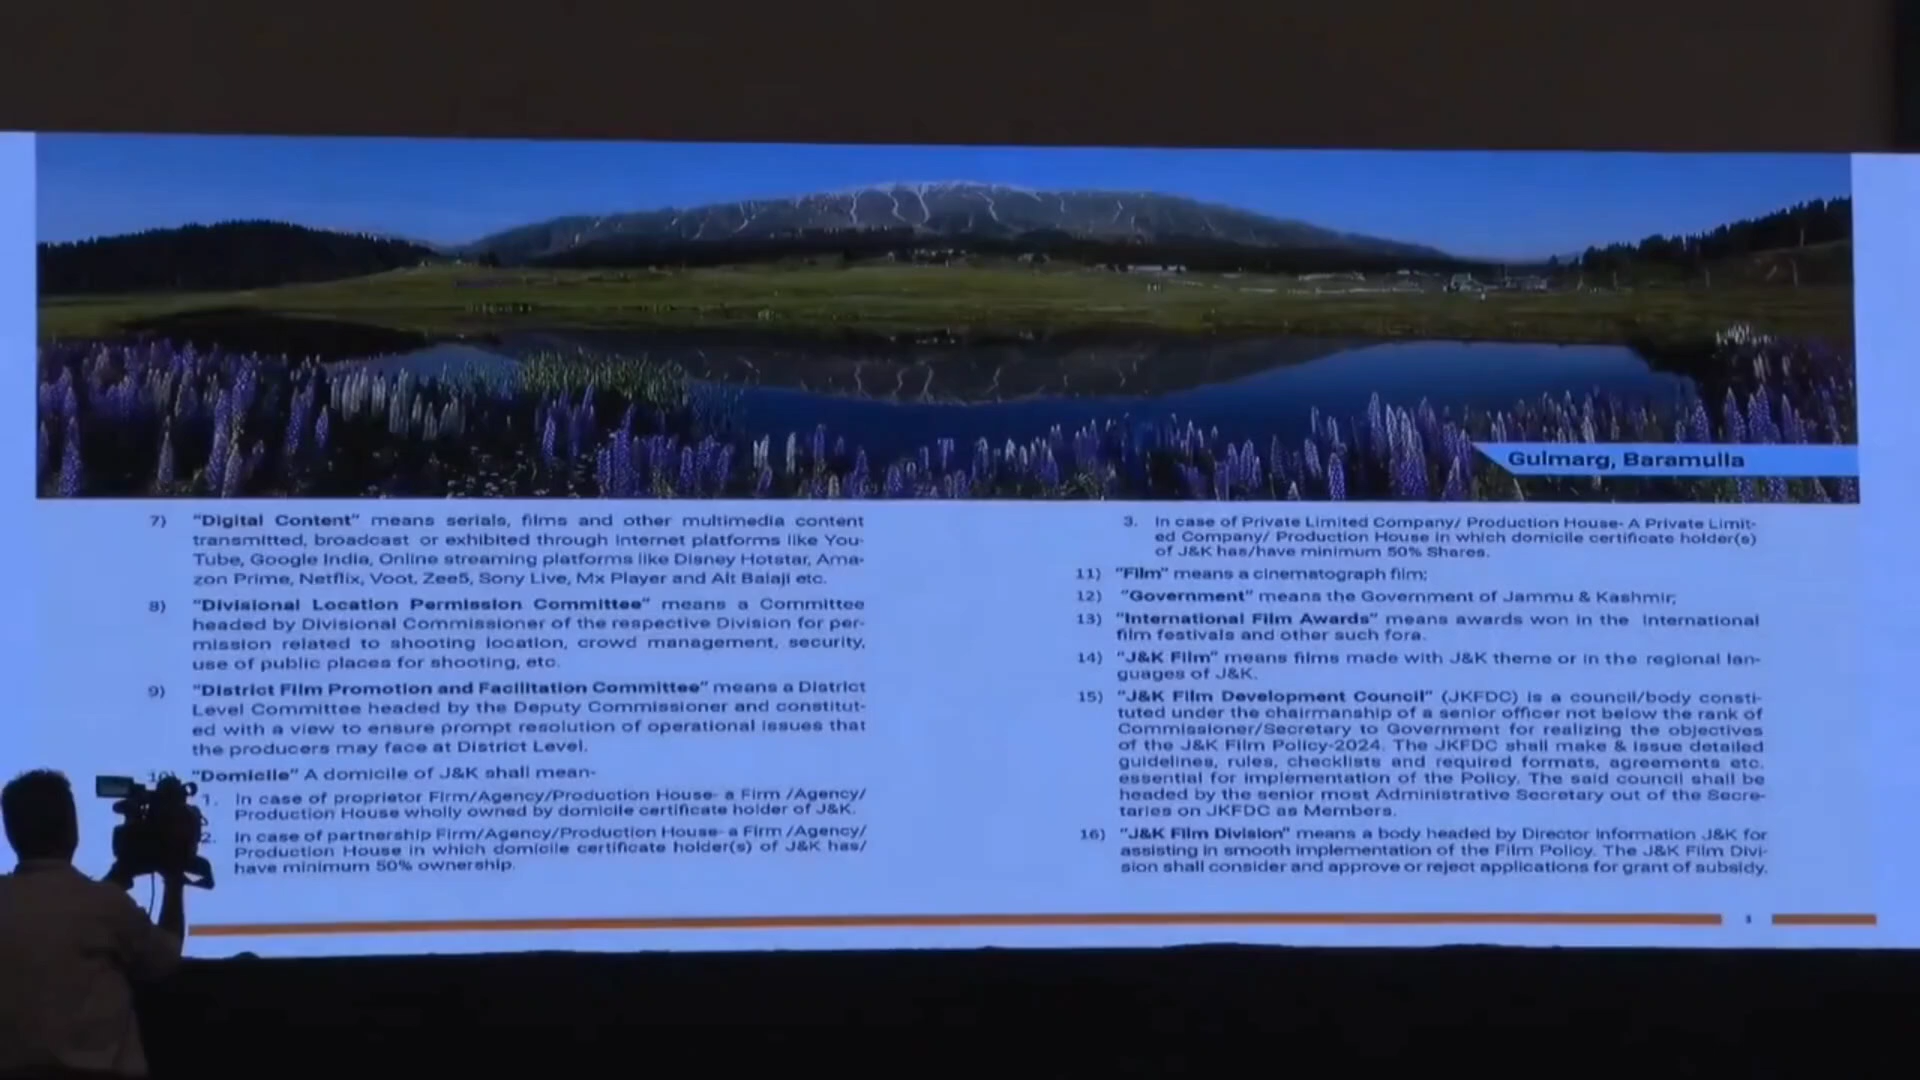 Gulmarg, Baramulla
7) "Digital Content" means serials, films and other multimedia content
transmitted, broadcast or exhibited through Internet platforms like You-
Tube, Google India, Online streaming platforms like Disney Hotstar, Ama-
zon Prime, Netflix, Voot, Zee5, Sony Live, Mx Player and Alt Balaji etc.
8) "Divisional Location Permission Committee" means a Committee
headed by Divisional Commissioner of the respective Division for per-
mission related to shooting location, crowd management, security,
use of public places for shooting, etc.
9) "District Film Promotion and Facilitation Committee" means a District
Level Committee headed by the Deputy Commissioner and constitut-
ed with a view to ensure prompt resolution of operational issues that
the producers may face at District Level.
10) "Domicile" A domicile of J&K shall mean-
1. In case of proprietor Firm/Agency/Production House- a Firm /Agency/
Production House wholly owned by domicile certificate holder of J&K.
2. In case of partnership Firm/Agency/Production House- a Firm /Agency/
Production House in which domicile certificate holder(s) of J&K has/
have minimum 50% ownership.
3. In case of Private Limited Company/ Production House- A Private Limit-
ed Company/ Production House in which domicile certificate holder(s)
of J&K has/have minimum 50% Shares.
11) "Film" means a cinematograph film;
12) "Government" means the Government of Jammu & Kashmir;
13) "International Film Awards" means awards won in the International
film festivals and other such fora.
14) "J&K Film" means films made with J&K theme or in the regional lan-
guages of J&K.
15) "J&K Film Development Council" (JKFDC) is a council/body consti-
tuted under the chairmanship of a senior officer not below the rank of
Commissioner/Secretary to Government for realizing the objectives
of the J&K Film Policy-2024. The JKFDC shall make & issue detailed
guidelines, rules, checklists and required formats, agreements etc.
essential for implementation of the Policy. The said council shall be
headed by the senior most Administrative Secretary out of the Secre-
taries on JKFDC as Members.
16) "J&K Film Division" means a body headed by Director Information J&K for
assisting in smooth implementation of the Film Policy. The J&K Film Divi-
sion shall consider and approve or reject applications for grant of subsidy.